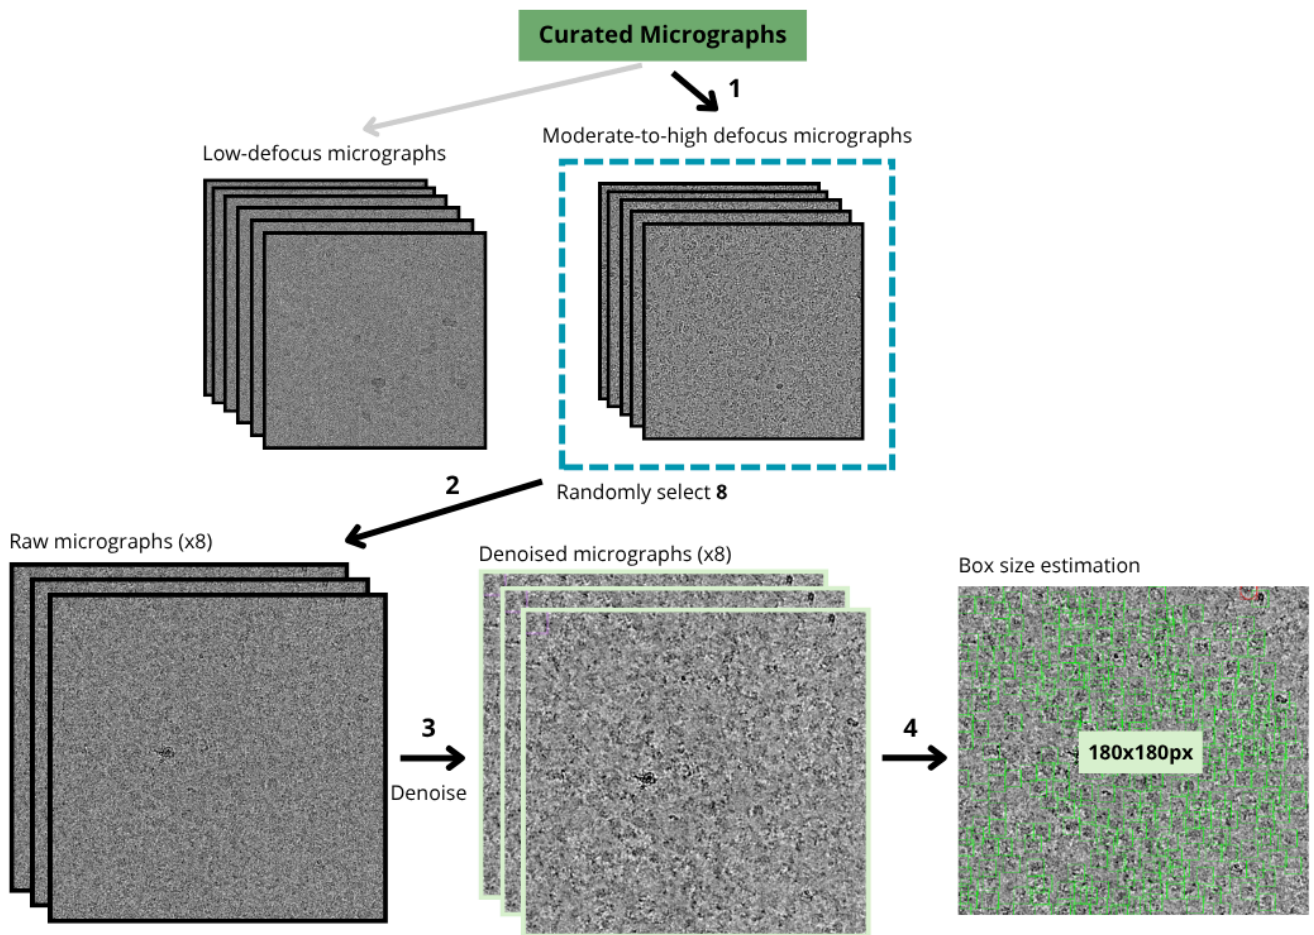 Curated Micrographs
1
Moderate-to-high defocus micrographs
Low-defocus micrographs
2
Randomly select 8
Raw micrographs (x8)
Denoised micrographs (x8)
Box size estimation
3
Denoise
4
180x180px